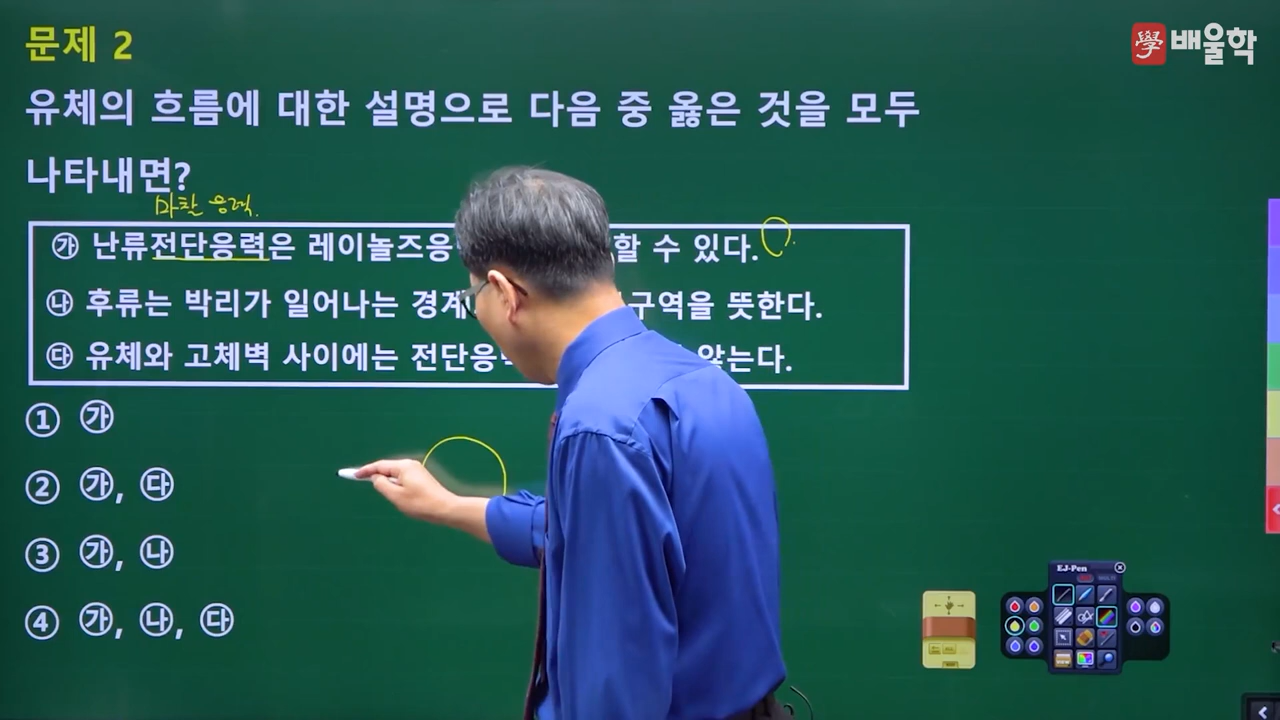 문제 2
學 배울학
유체의 흐름에 대한 설명으로 다음 중 옳은 것을 모두
나타내면?
마찰 응력.
㉮ 난류전단응력은 레이놀즈응 할 수 있다.
㉯ 후류는 박리가 일어나는 경계 구역을 뜻한다.
㉰ 유체와 고체벽 사이에는 전단응 않는다.
① ㉮
② ㉮, ㉰
③ ㉮, ㉯
④ ㉮, ㉯, ㉰
EJ-Pen